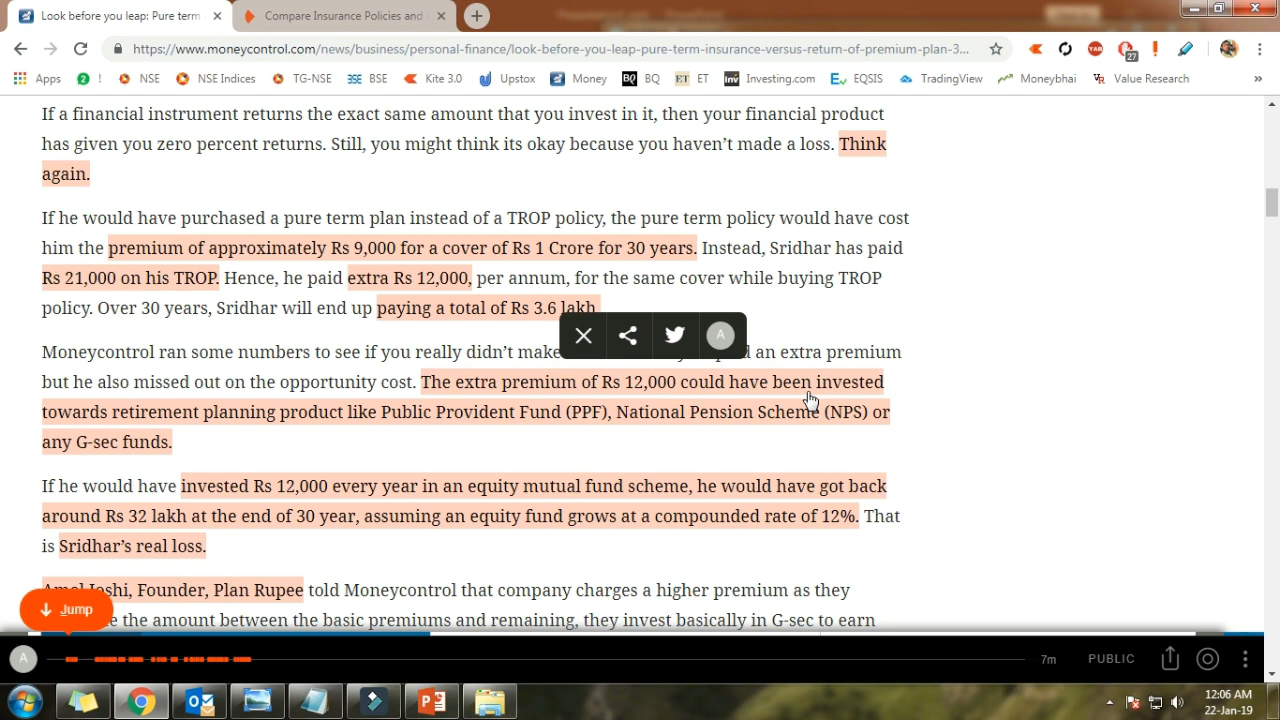 Look before you leap: Pure term
Compare Insurance Policies and
https://www.moneycontrol.com/news/business/personal-finance/look-before-you-leap-pure-term-insurance-versus-return-of-premium-plan-3...
27
Apps
2 !
NSE
NSE Indices
TG-NSE
BSE
Kite 3.0
Upstox
Money
BQ BQ
ET ET
Inv Investing.com
EQSIS
TradingView
Moneybhai
VR Value Research
»
If a financial instrument returns the exact same amount that you invest in it, then your financial product
has given you zero percent returns. Still, you might think its okay because you haven’t made a loss. Think
again.
If he would have purchased a pure term plan instead of a TROP policy, the pure term policy would have cost
him the premium of approximately Rs 9,000 for a cover of Rs 1 Crore for 30 years. Instead, Sridhar has paid
Rs 21,000 on his TROP. Hence, he paid extra Rs 12,000, per annum, for the same cover while buying TROP
policy. Over 30 years, Sridhar will end up paying a total of Rs 3.6 lakh
A
Moneycontrol ran some numbers to see if you really didn’t make an extra premium
but he also missed out on the opportunity cost. The extra premium of Rs 12,000 could have been invested
towards retirement planning product like Public Provident Fund (PPF), National Pension Scheme (NPS) or
any G-sec funds.
If he would have invested Rs 12,000 every year in an equity mutual fund scheme, he would have got back
around Rs 32 lakh at the end of 30 year, assuming an equity fund grows at a compounded rate of 12%. That
is Sridhar’s real loss.
Amol Joshi, Founder, Plan Rupee told Moneycontrol that company charges a higher premium as they
Jump
the amount between the basic premiums and remaining, they invest basically in G-sec to earn
A
7m
PUBLIC
12:06 AM
22-Jan-19